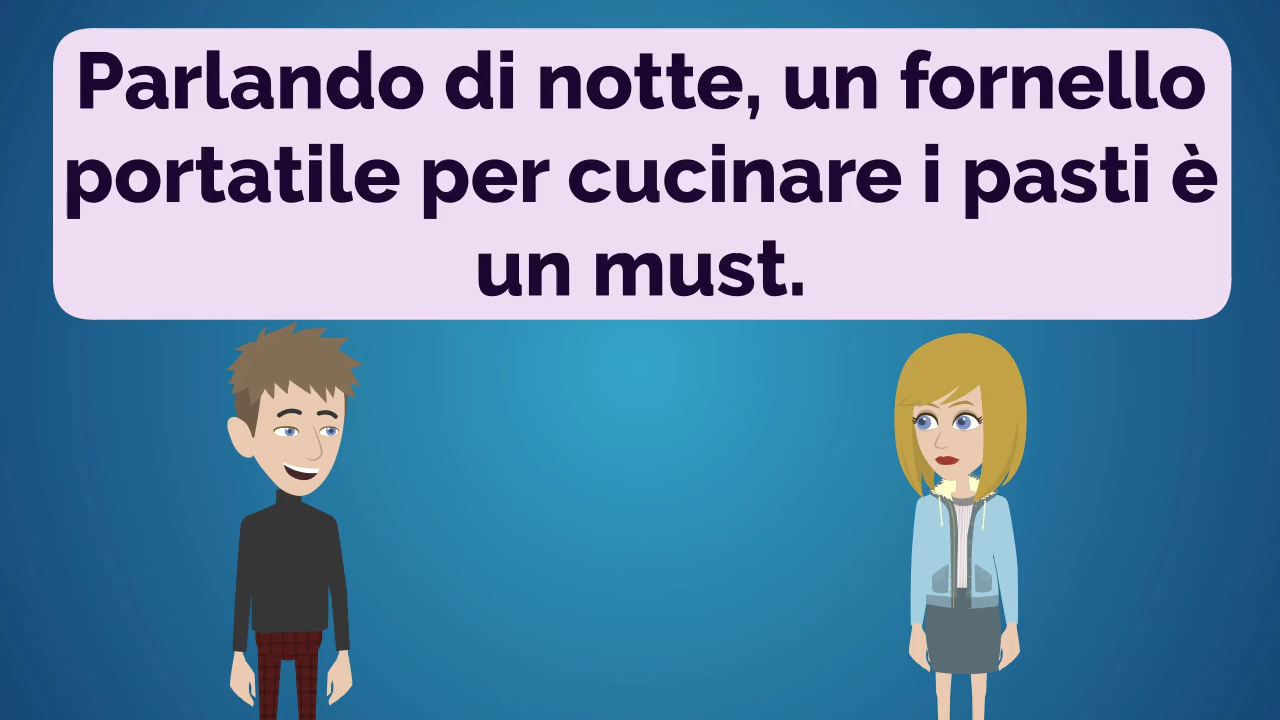 Parlando di notte, un fornello
portatile per cucinare i pasti è
un must.